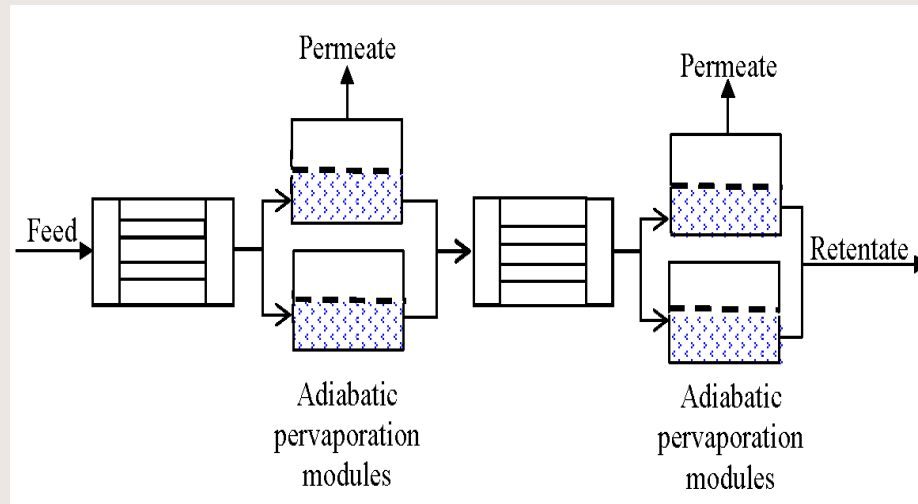 Permeate
Permeate
Feed
Retentate
Adiabatic
pervaporation
modules
Adiabatic
pervaporation
modules